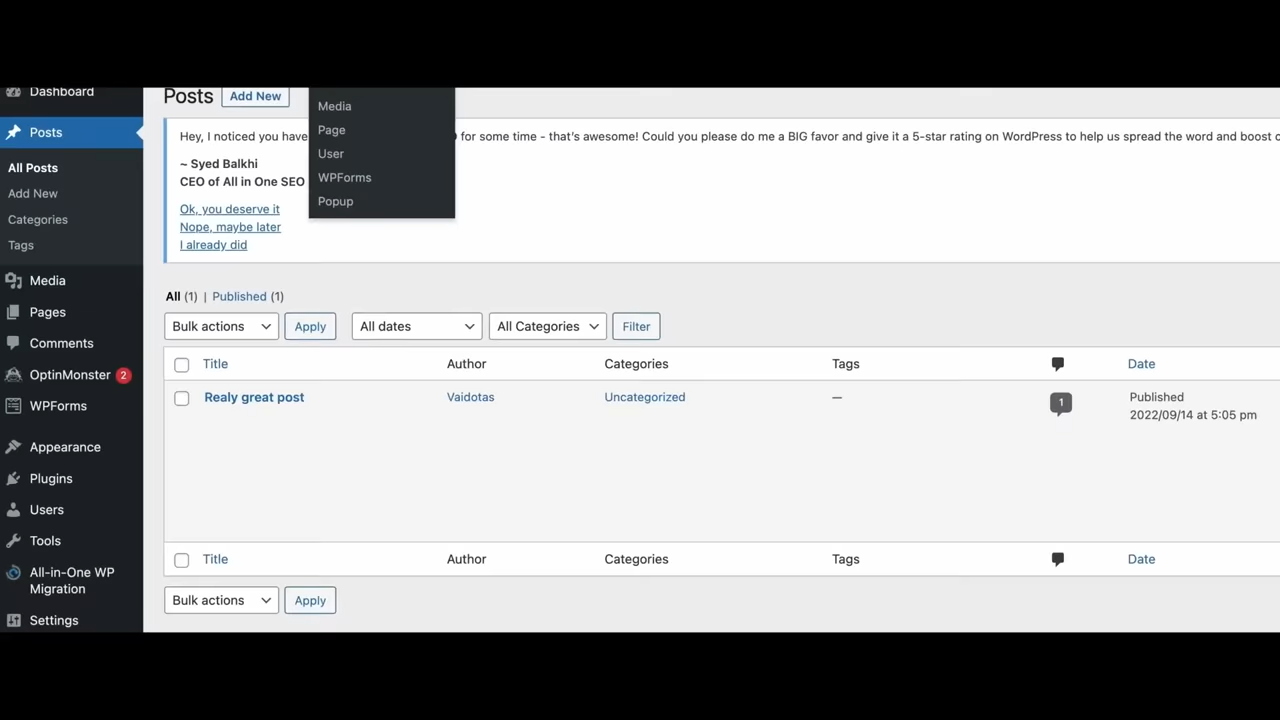 Dashboard
Posts
All Posts
Add New
Categories
Tags
Media
Pages
Comments
OptinMonster 2
WPForms
Appearance
Plugins
Users
Tools
All-in-One WP
Migration
Settings
Posts Add New
Media
Page
User
WPForms
Popup
Hey, I noticed you have for some time - that's awesome! Could you please do me a BIG favor and give it a 5-star rating on WordPress to help us spread the word and boost
~ Syed Balkhi
CEO of All in One SEO
Ok, you deserve it
Nope, maybe later
I already did
All (1) | Published (1)
Bulk actions Apply All dates All Categories Filter
Title Author Categories Tags Date
Realy great post Vaidotas Uncategorized — 1 Published
2022/09/14 at 5:05 pm
Title Author Categories Tags Date
Bulk actions Apply